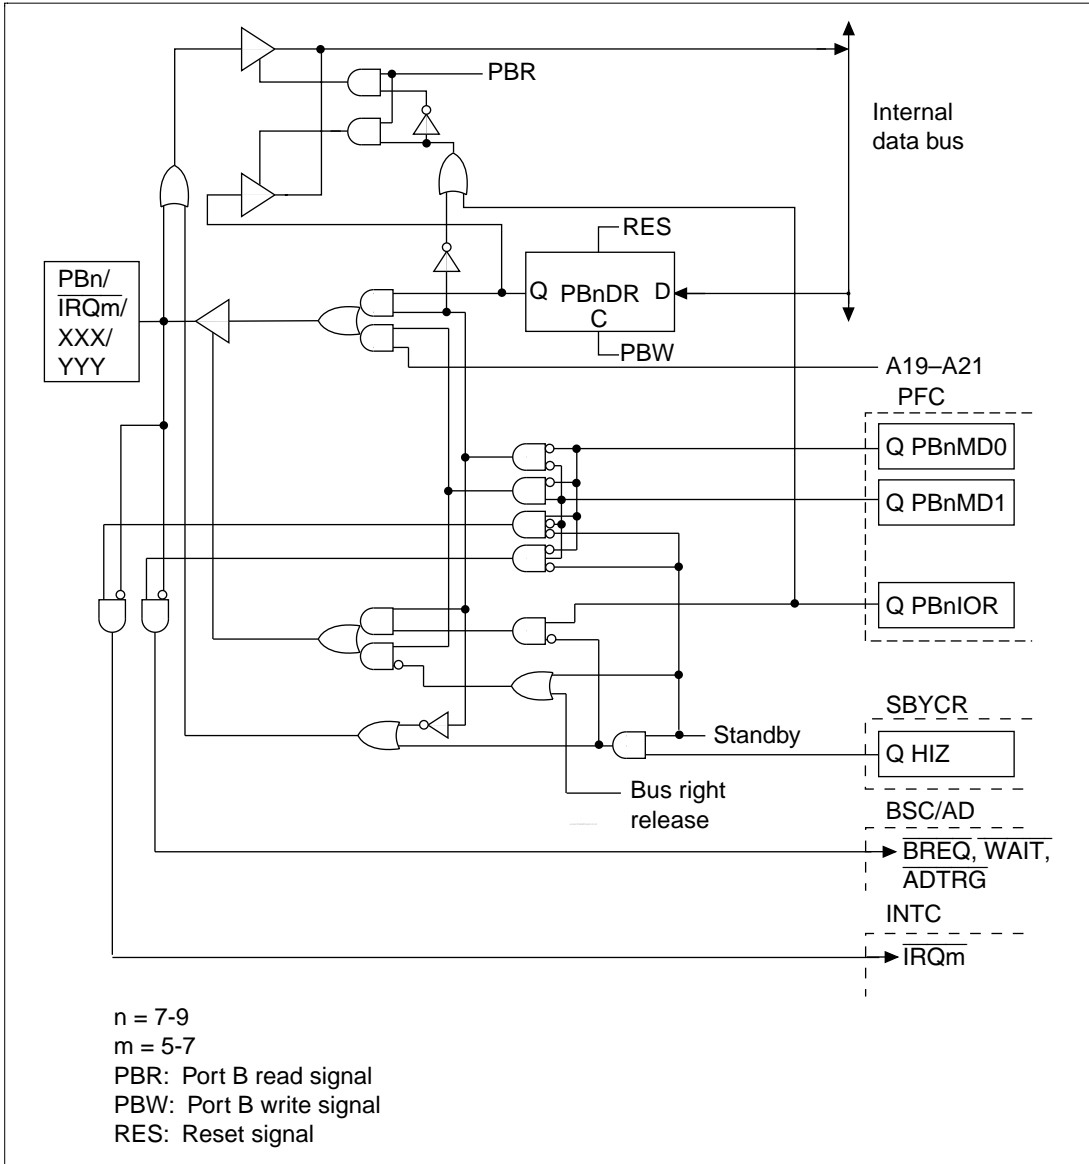 PBR
Internal
data bus
RES
PBn/
IRQm/
XXX/
YYY
Q PBnDR D
C
PBW
A19–A21
PFC
Q PBnMD0
Q PBnMD1
Q PBnIOR
SBYCR
Standby
Q HIZ
Bus right
release
BSC/AD
BREQ, WAIT,
ADTRG
INTC
IRQm
n = 7-9
m = 5-7
PBR: Port B read signal
PBW: Port B write signal
RES: Reset signal